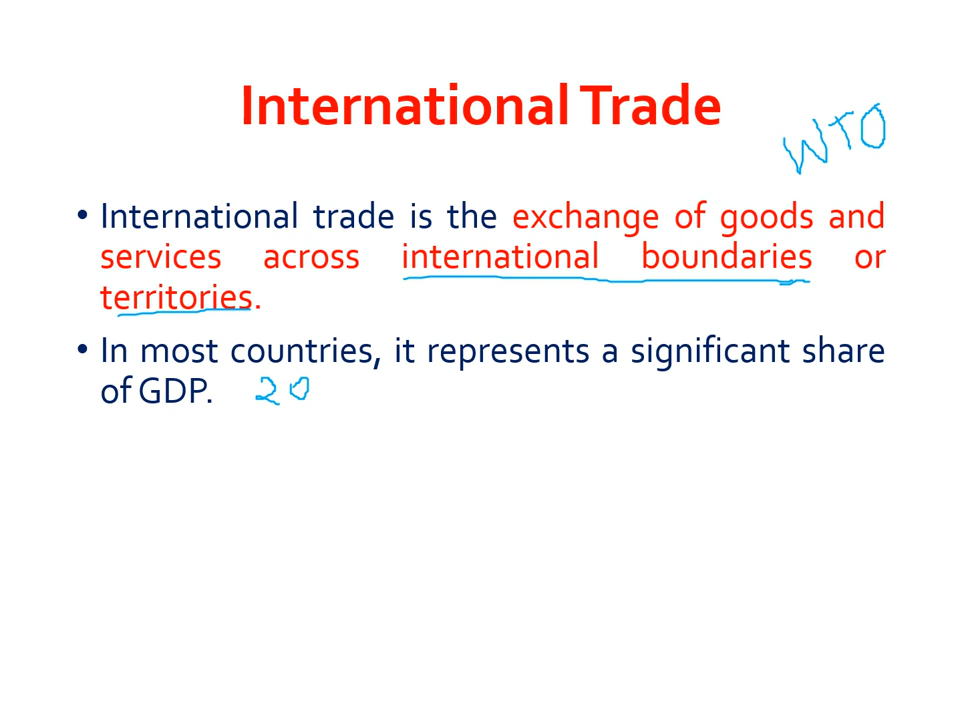 International Trade
WTO
• International trade is the exchange of goods and
services across international boundaries or
territories.
• In most countries, it represents a significant share
of GDP. 20